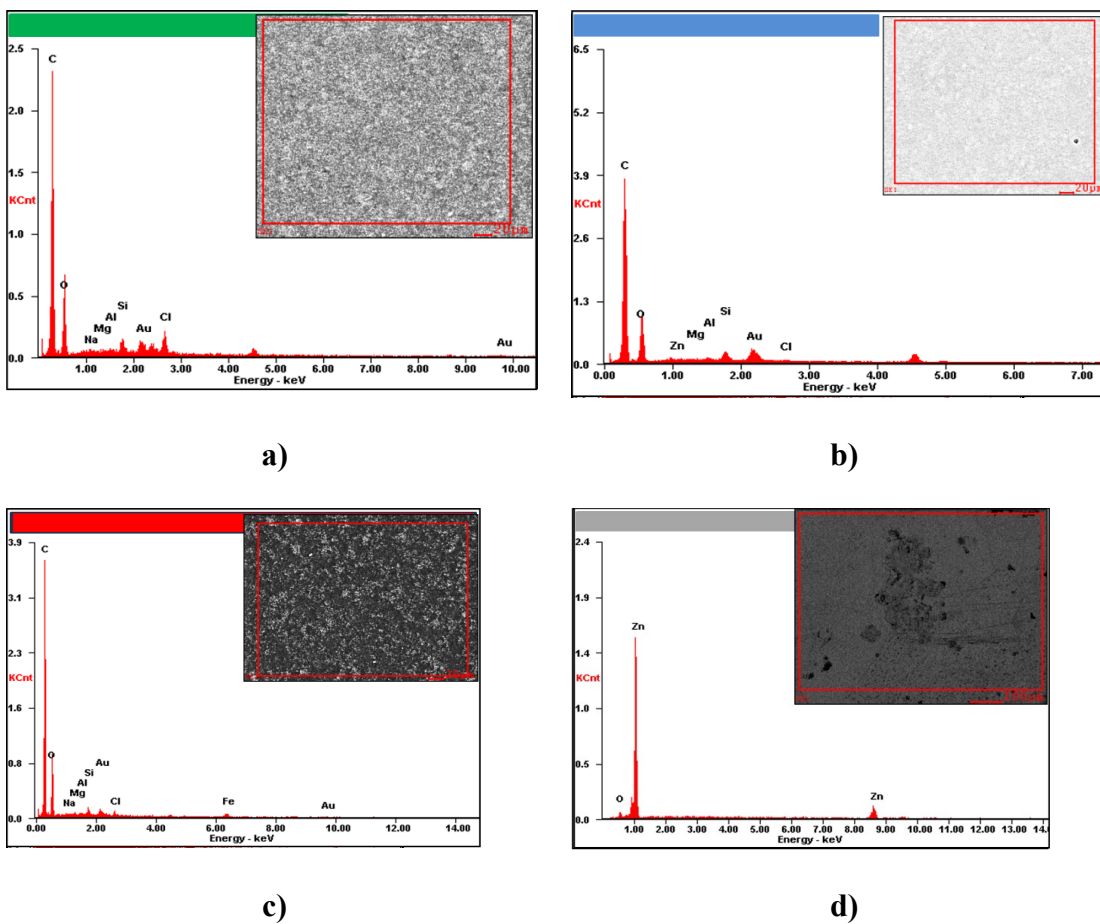 2.5
C
2.0
1.5
KCnt
1.0
O
0.5
Si
Al
Mg
Na
Au
Cl
Au
0.0
1.00 2.00 3.00 4.00 5.00 6.00 7.00 8.00 9.00 10.00
Energy - keV
20µm
a)
6.5
5.2
C
3.9
KCnt
2.6
O
1.3
Si
Al
Mg
Zn
Au
Cl
0.0
0.00 1.00 2.00 3.00 4.00 5.00 6.00 7.00
Energy - keV
20µm
b)
3.9
C
3.1
2.3
KCnt
1.6
O
0.8
Au
Si
Al
Mg
Na
Cl
Fe
Au
0.0
0.00 2.00 4.00 6.00 8.00 10.00 12.00 14.00
Energy - keV
c)
2.4
1.9
Zn
1.4
KCnt
1.0
0.5
O
Zn
0.0
1.00 2.00 3.00 4.00 5.00 6.00 7.00 8.00 9.00 10.00 11.00 12.00 13.00 14.0
Energy - keV
d)